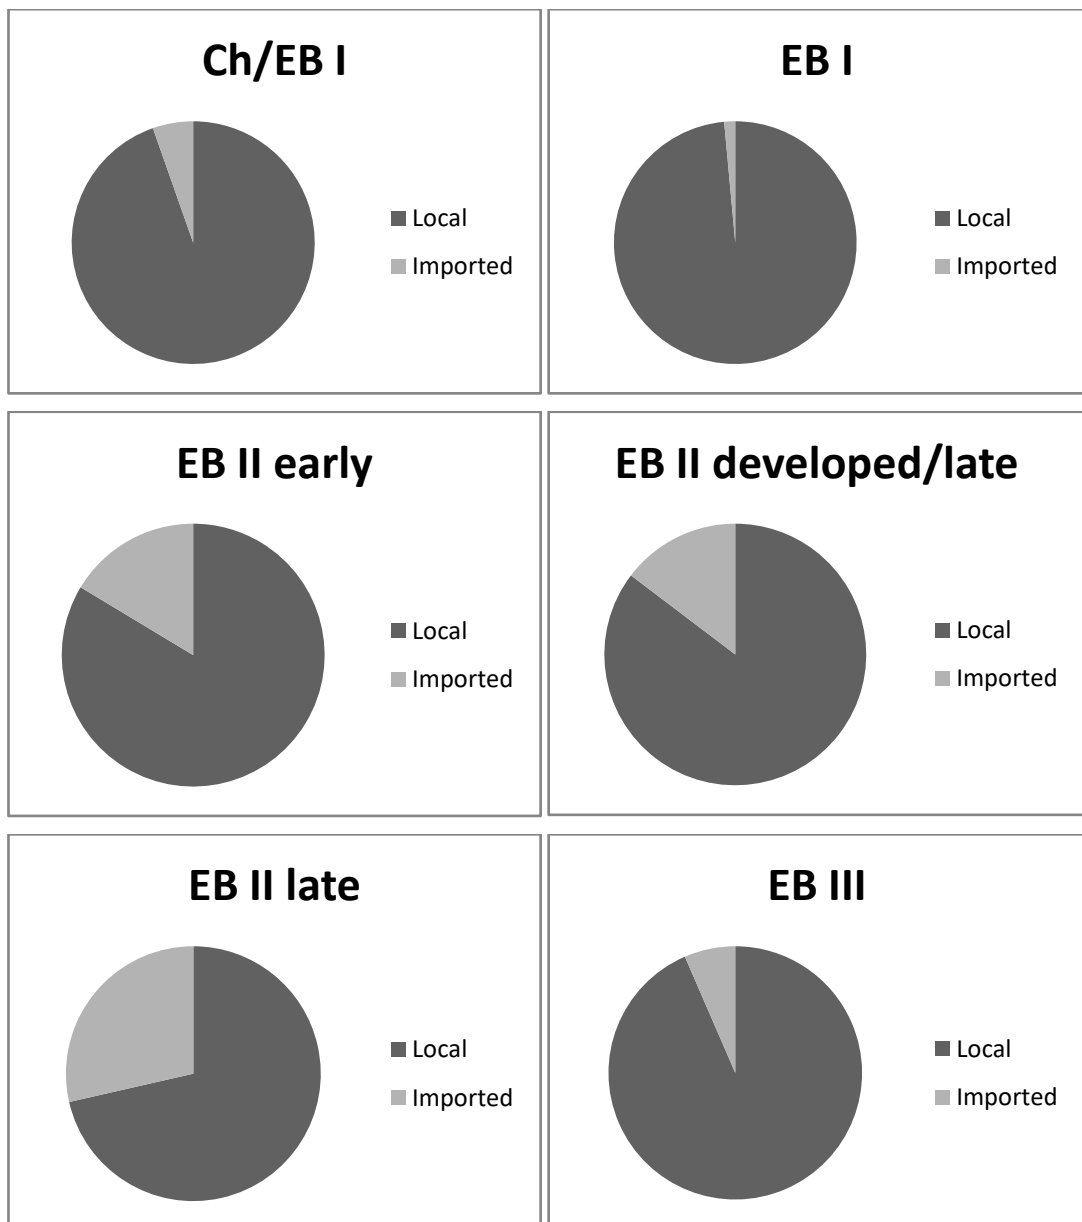 Ch/EB I
Local
Imported
EB I
Local
Imported
EB II early
Local
Imported
EB II developed/late
Local
Imported
EB II late
Local
Imported
EB III
Local
Imported